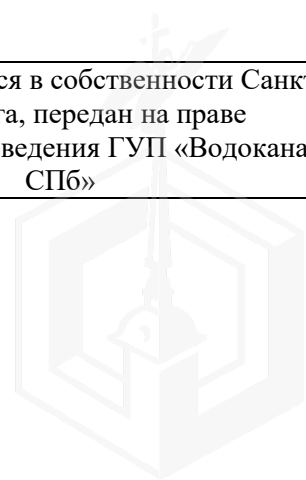 ся в собственности Санкт
га, передан на праве
ведения ГУП «Водокана
СПб»